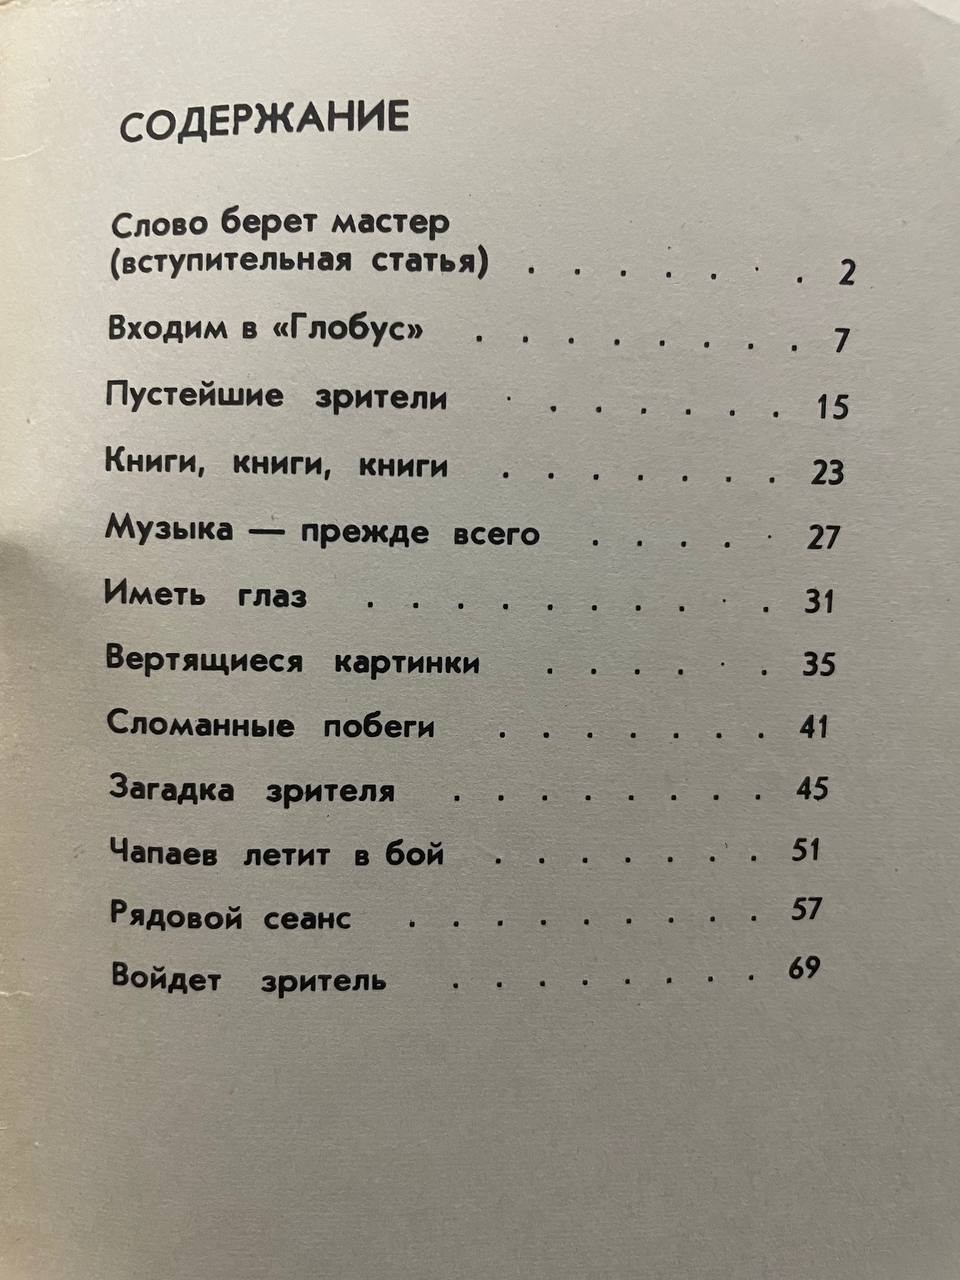 СОДЕРЖАНИЕ
Слово берет мастер
(вступительная статья) . . . . . . . 2
Входим в «Глобус» . . . . . . . . 7
Пустейшие зрители . . . . . . . 15
Книги, книги, книги . . . . . . . 23
Музыка — прежде всего . . . . . 27
Иметь глаз . . . . . . . . . . 31
Вертящиеся картинки . . . . . . 35
Сломанные побеги . . . . . . . 41
Загадка зрителя . . . . . . . . 45
Чапаев летит в бой . . . . . . . 51
Рядовой сеанс . . . . . . . . . 57
Войдет зритель . . . . . . . . 69